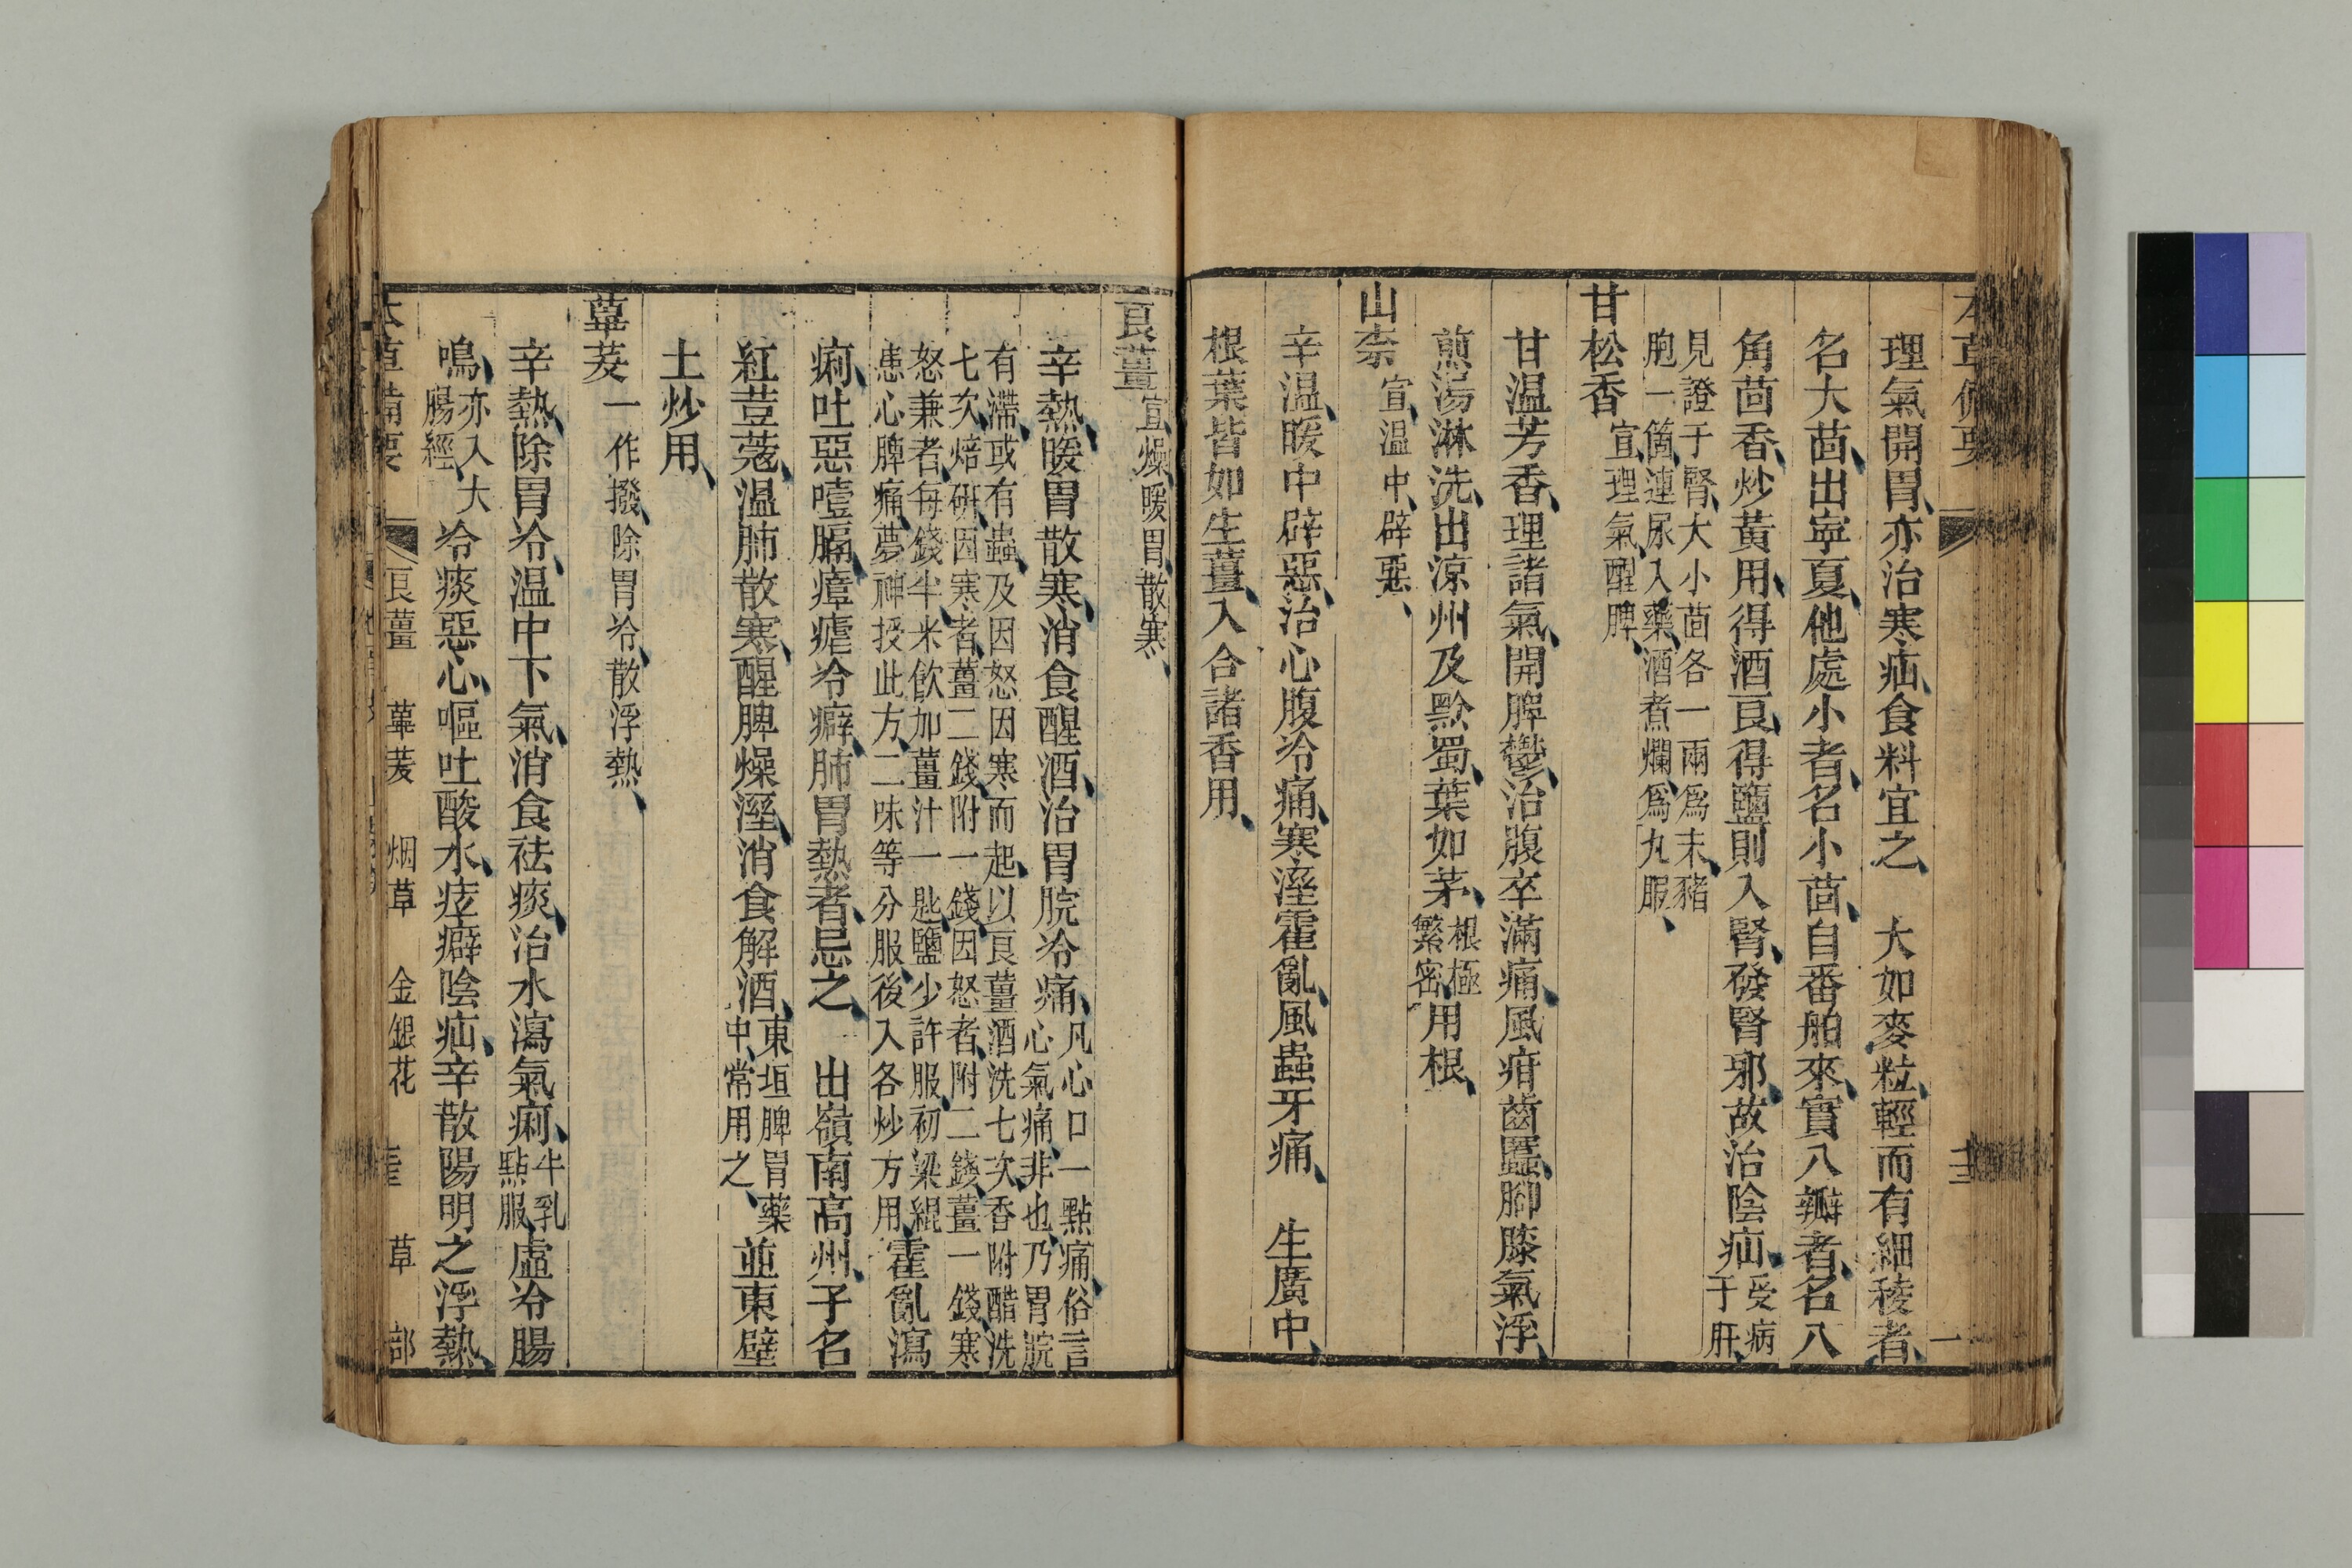 理氣開胃亦治寒疝食料宜之　大如麥粒輕而有細稜者
名大茴出寧夏他處小者名小茴自番舶來實八瓣者名八
角茴香炒黃用得酒良得鹽則入腎發腎邪故治陰疝受病于肝
見證于腎大小茴各一兩爲末豬
胞一箇連尿入藥酒煮爛爲丸服
甘松香宣理氣醒脾
甘温芳香理諸氣開脾鬱治腹卒滿痛風疳齒䘌腳膝氣浮
煎湯淋洗出凉州及黔蜀葉如茅根極繁密用根
山柰宣温中辟惡
辛温暖中辟惡治心腹冷痛寒溼霍亂風蟲牙痛　生廣中
根葉皆如生薑入合諸香用
良薑宣燥暖胃散寒
辛熱暖胃散寒消食醒酒治胃脘冷痛凡心口一點痛俗言心氣痛非也乃胃脘
有滯或有蟲及因怒因寒而起以良薑酒洗七次香附醋洗
七次焙研因寒者薑二錢附一錢因怒者附二錢薑一錢寒
怒兼者每錢半米飲加薑汁一匙鹽少許服初梁緄
患心脾痛夢神授此方二味等分服後入各炒方用霍亂瀉
痢吐惡噎膈瘴瘧冷癖肺胃熱者忌之　出嶺南高州子名
紅荳蔻温肺散寒醒脾燥溼消食解酒東垣脾胃藥中常用之並東壁
土炒用
蓽茇一作撥除胃冷散浮熱
辛熱除胃冷温中下氣消食祛痰治水瀉氣痢牛乳點服虛冷腸
鳴亦入大腸經冷痰惡心嘔吐酸水痃癖陰疝辛散陽明之浮熱
本草備要　良薑　蓽茇　烟草　金銀花　草部